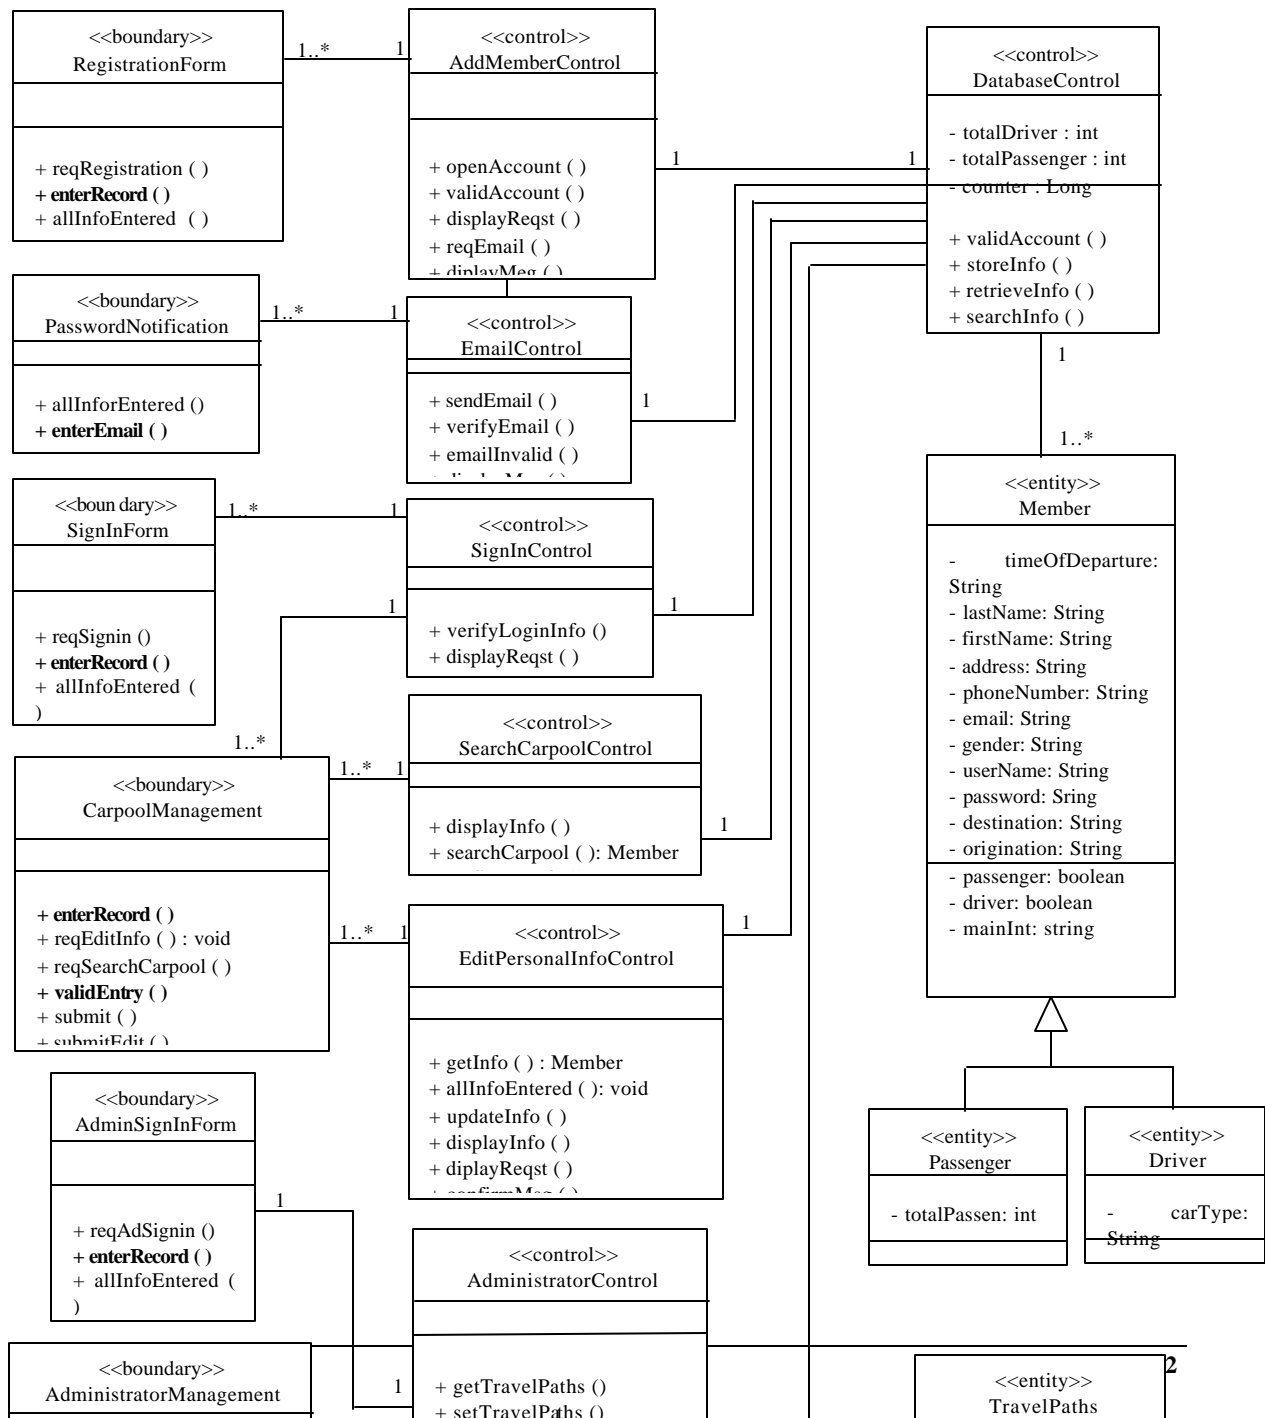 <<boundary>>
RegistrationForm
+ reqRegistration ( )
+ enterRecord ( )
+ allInfoEntered ( )
1..*
1
<<control>>
AddMemberControl
+ openAccount ( )
+ validAccount ( )
+ displayReqst ( )
+ reqEmail ( )
+ diplayMeg ( )
1
1
<<control>>
DatabaseControl
- totalDriver : int
- totalPassenger : int
- counter : Long
+ validAccount ( )
+ storeInfo ( )
+ retrieveInfo ( )
+ searchInfo ( )
1
1..*
<<boundary>>
PasswordNotification
+ allInforEntered ()
+ enterEmail ( )
1..*
1
<<control>>
EmailControl
+ sendEmail ( )
+ verifyEmail ( )
+ emailInvalid ( )
1
<<boun dary>>
SignInForm
+ reqSignin ()
+ enterRecord ( )
+ allInfoEntered (
)
1..*
1
<<control>>
SignInControl
+ verifyLoginInfo ()
+ displayReqst ( )
1
1
1..*
<<entity>>
Member
- timeOfDeparture:
String
- lastName: String
- firstName: String
- address: String
- phoneNumber: String
- email: String
- gender: String
- userName: String
- password: Sring
- destination: String
- origination: String
- passenger: boolean
- driver: boolean
- mainInt: string
<<boundary>>
CarpoolManagement
+ enterRecord ( )
+ reqEditInfo ( ) : void
+ reqSearchCarpool ( )
+ validEntry ( )
+ submit ( )
+ submitEdit ( )
1..*
1
<<control>>
SearchCarpoolControl
+ displayInfo ( )
+ searchCarpool ( ): Member
1
1..*
1
<<control>>
EditPersonalInfoControl
+ getInfo ( ) : Member
+ allInfoEntered ( ): void
+ updateInfo ( )
+ displayInfo ( )
+ diplayReqst ( )
+ confirmMsg ( )
1
<<entity>>
Passenger
- totalPassen: int
<<entity>>
Driver
- carType:
String
<<boundary>>
AdminSignInForm
+ reqAdSignin ()
+ enterRecord ( )
+ allInfoEntered (
)
1
1
<<control>>
AdministratorControl
+ getTravelPaths ()
+ setTravelPaths ()
<<boundary>>
AdministratorManagement
2
<<entity>>
TravelPaths